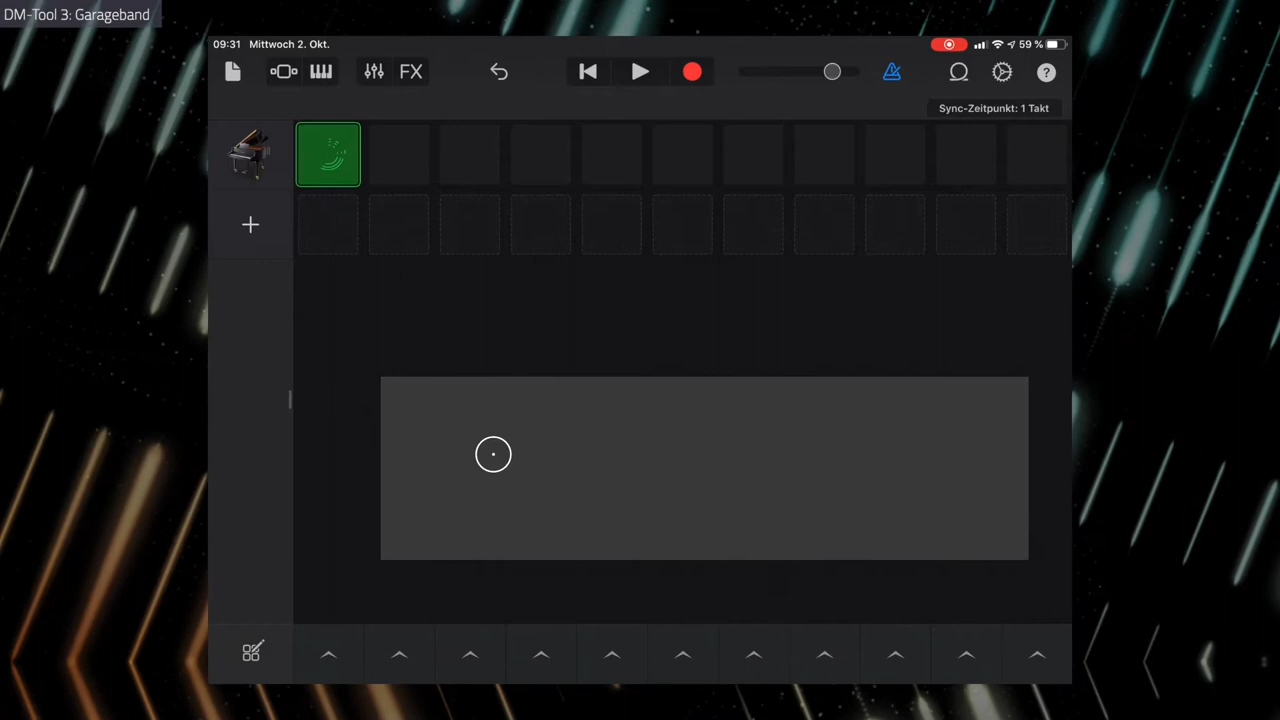 DM-Tool 3: Garageband
09:31 Mittwoch 2. Okt.
59 %
FX
?
Sync-Zeitpunkt: 1 Takt